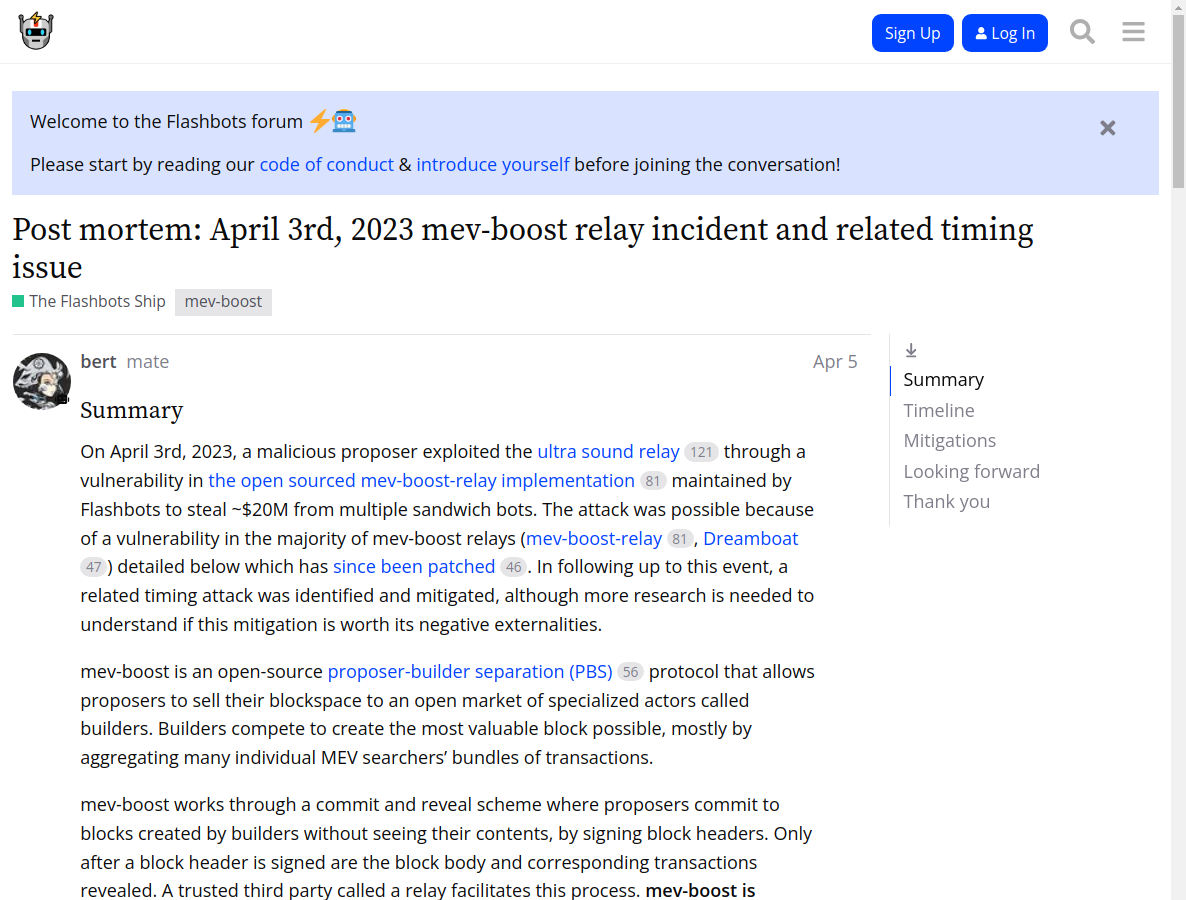 Sign Up
Log In
Welcome to the Flashbots forum
Please start by reading our code of conduct & introduce yourself before joining the conversation!
Post mortem: April 3rd, 2023 mev-boost relay incident and related timing
issue
The Flashbots Ship mev-boost
bert mate Apr 5
Summary
On April 3rd, 2023, a malicious proposer exploited the ultra sound relay 121 through a
vulnerability in the open sourced mev-boost-relay implementation 81 maintained by
Flashbots to steal ~$20M from multiple sandwich bots. The attack was possible because
of a vulnerability in the majority of mev-boost relays (mev-boost-relay 81, Dreamboat
47) detailed below which has since been patched 46. In following up to this event, a
related timing attack was identified and mitigated, although more research is needed to
understand if this mitigation is worth its negative externalities.
mev-boost is an open-source proposer-builder separation (PBS) 56 protocol that allows
proposers to sell their blockspace to an open market of specialized actors called
builders. Builders compete to create the most valuable block possible, mostly by
aggregating many individual MEV searchers’ bundles of transactions.
mev-boost works through a commit and reveal scheme where proposers commit to
blocks created by builders without seeing their contents, by signing block headers. Only
after a block header is signed are the block body and corresponding transactions
revealed. A trusted third party called a relay facilitates this process. mev-boost is
Summary
Timeline
Mitigations
Looking forward
Thank you